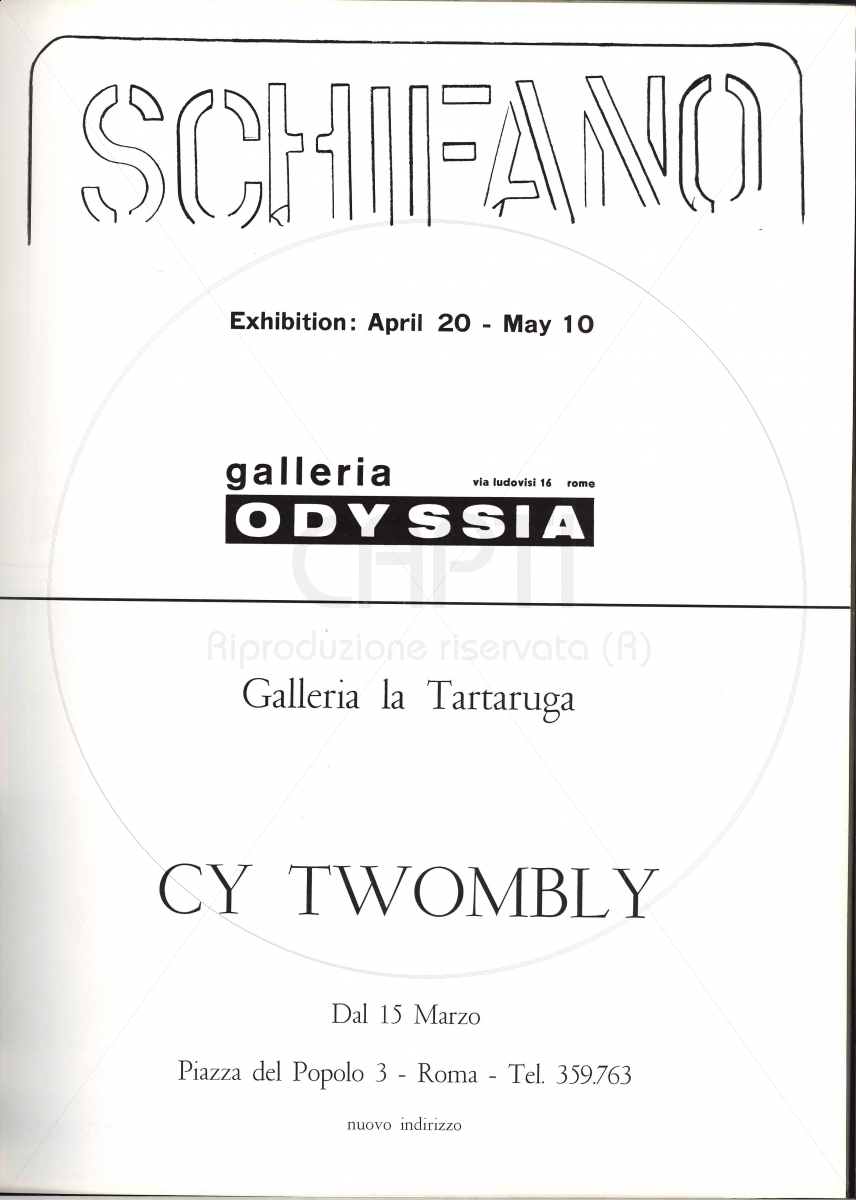 SCHIFANO
Exhibition: April 20 - May 10
galleria via ludovisi 16 rome
ODYSSIA
CAPTI
Riproduzione riservata (R)
Galleria la Tartaruga
CY TWOMBLY
Dal 15 Marzo
Piazza del Popolo 3 - Roma - Tel. 359.763
nuovo indirizzo